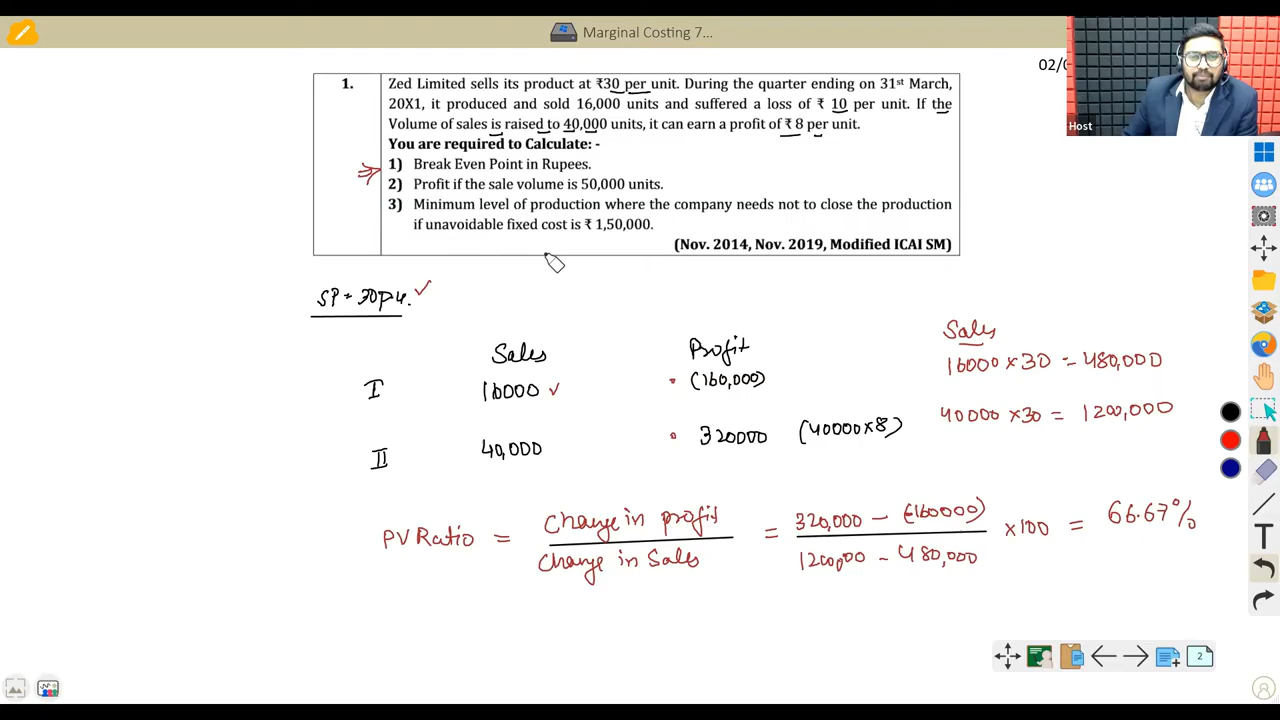 Marginal Costing 7...
02/0
1. Zed Limited sells its product at ₹30 per unit. During the quarter ending on 31st March,
20X1, it produced and sold 16,000 units and suffered a loss of ₹ 10 per unit. If the
Volume of sales is raised to 40,000 units, it can earn a profit of ₹ 8 per unit.
You are required to Calculate: -
1) Break Even Point in Rupees.
2) Profit if the sale volume is 50,000 units.
3) Minimum level of production where the company needs not to close the production
if unavoidable fixed cost is ₹ 1,50,000.
(Nov. 2014, Nov. 2019, Modified ICAI SM)
Host
SP = 30p.u. ✓
Sales Profit
I 16000 ✓ (160,000)
II 40,000 320000 (40000×8)
Sales
16000 × 30 = 480,000
40000 × 30 = 1200,000
PV Ratio = Change in profit / Change in Sales = 320,000 - (-160000) / 1200,000 - 480,000 × 100 = 66.67%
T
2